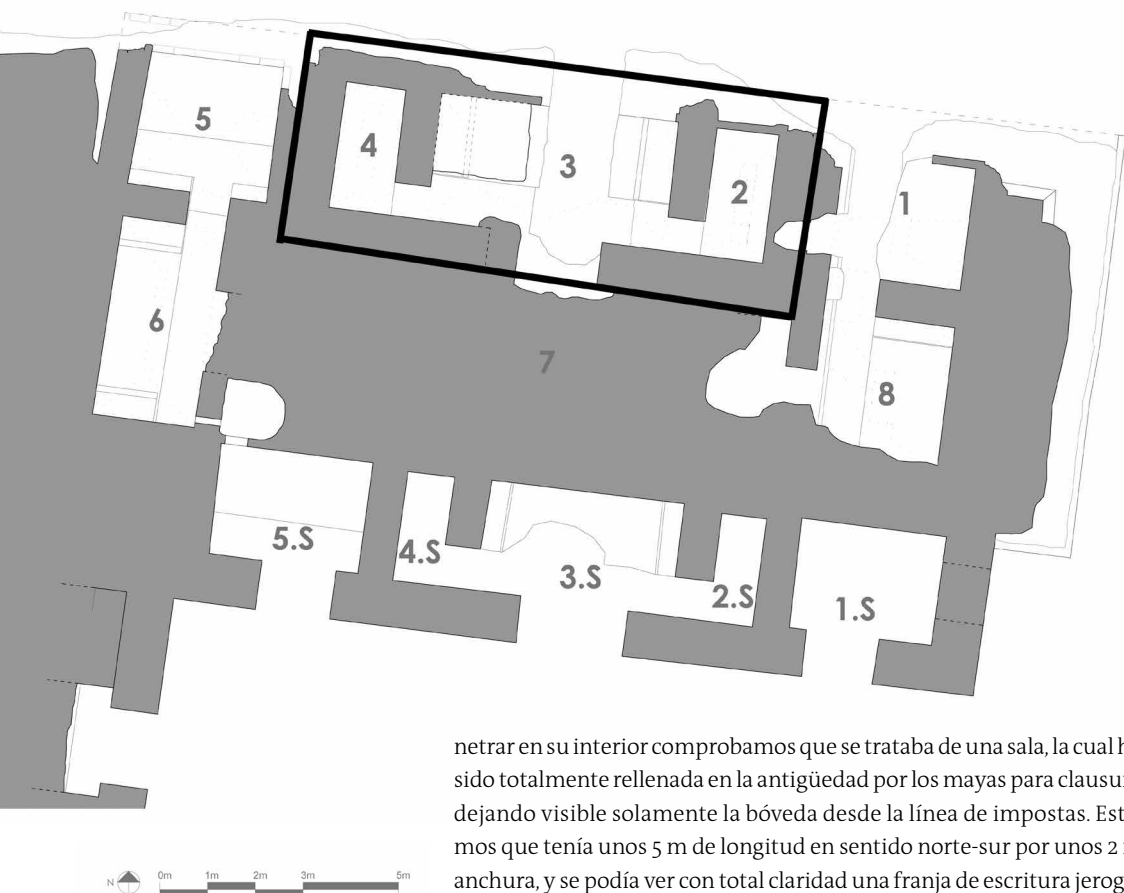 5
4
3
2
1
6
7
8
5.S
4.S
3.S
2.S
1.S
netrar en su interior comprobamos que se trataba de una sala, la cual
sido totalmente rellenada en la antigüedad por los mayas para
dejando visible solamente la bóveda desde la línea de impostas.
mos que tenía unos 5 m de longitud en sentido norte-sur por unos 2
anchura, y se podía ver con total claridad una franja de escritura
N 0m 1m 2m 3m 5m